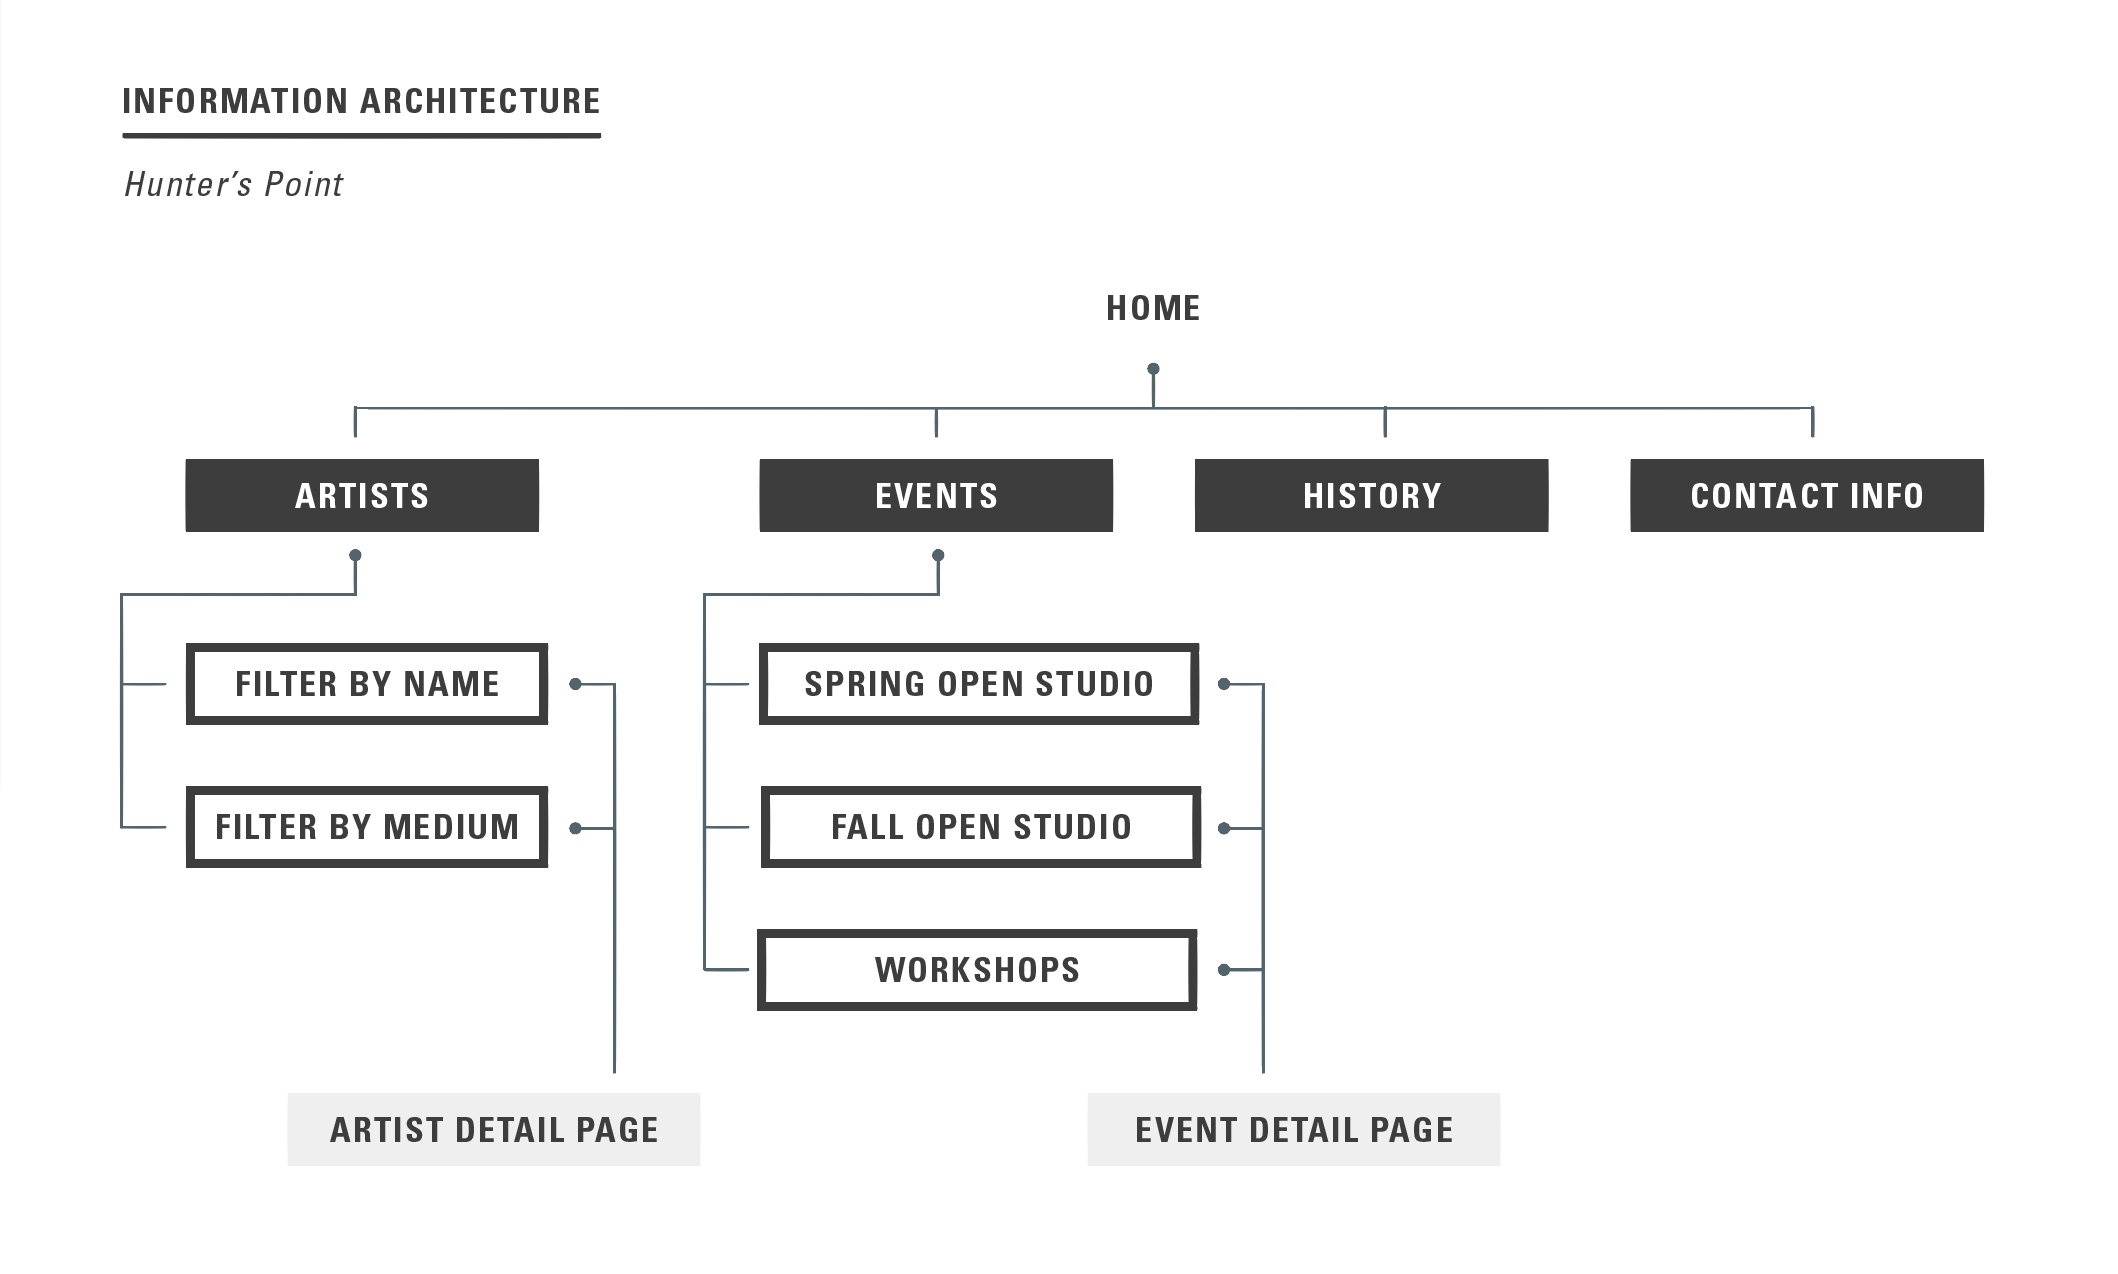 INFORMATION ARCHITECTURE
Hunter’s Point
HOME
ARTISTS
EVENTS
HISTORY
CONTACT INFO
FILTER BY NAME
SPRING OPEN STUDIO
FILTER BY MEDIUM
FALL OPEN STUDIO
WORKSHOPS
ARTIST DETAIL PAGE
EVENT DETAIL PAGE